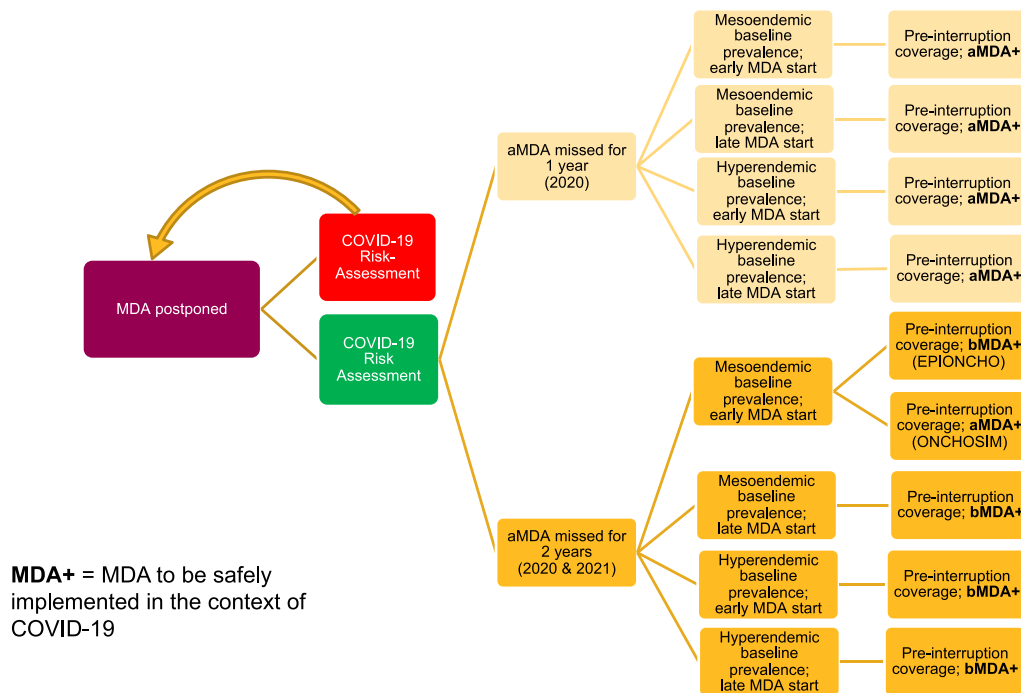 MDA postponed
COVID-19
Risk-
Assessment
COVID-19
Risk
Assessment
aMDA missed for
1 year
(2020)
Mesoendemic
baseline
prevalence;
early MDA start
Pre-interruption
coverage; aMDA+
Mesoendemic
baseline
prevalence;
late MDA start
Pre-interruption
coverage; aMDA+
Hyperendemic
baseline
prevalence;
early MDA start
Pre-interruption
coverage; aMDA+
Hyperendemic
baseline
prevalence;
late MDA start
Pre-interruption
coverage; aMDA+
aMDA missed for
2 years
(2020 & 2021)
Mesoendemic
baseline
prevalence;
early MDA start
Pre-interruption
coverage; bMDA+
(EPIONCHO)
Pre-interruption
coverage; aMDA+
(ONCHOSIM)
Mesoendemic
baseline
prevalence;
late MDA start
Pre-interruption
coverage; bMDA+
Hyperendemic
baseline
prevalence;
early MDA start
Pre-interruption
coverage; bMDA+
Hyperendemic
baseline
prevalence;
late MDA start
Pre-interruption
coverage; bMDA+
MDA+ = MDA to be safely
implemented in the context of
COVID-19